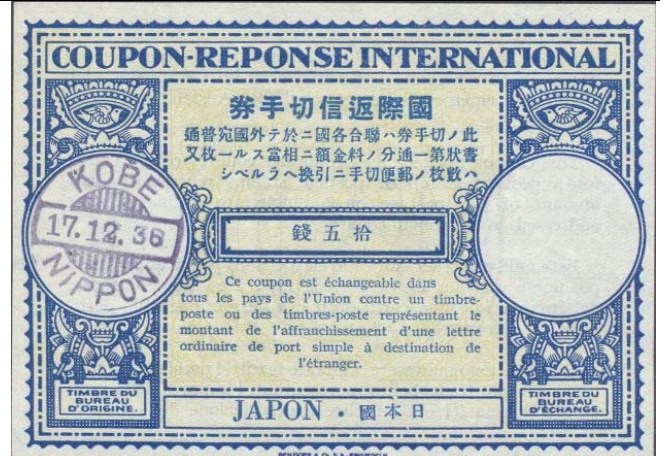 COUPON-REPONSE INTERNATIONAL
國際返信切手券
此ノ切手券ハ聯合各國ニ於テ外國宛普通
書狀第一通分ノ料金額ニ相當スル一枚又
ハ數枚ノ郵便切手ニ引換ヘラルベシ
KOBE
17.12.36
NIPPON
拾五錢
Ce coupon est échangeable dans
tous les pays de l'Union contre un timbre-
poste ou des timbres-poste représentant le
montant de l'affranchissement d'une lettre
ordinaire de port simple à destination de
l'étranger.
TIMBRE DU
BUREAU
D'ORIGINE.
JAPON • 日本國
TIMBRE DU
BUREAU
D'ÉCHANGE.